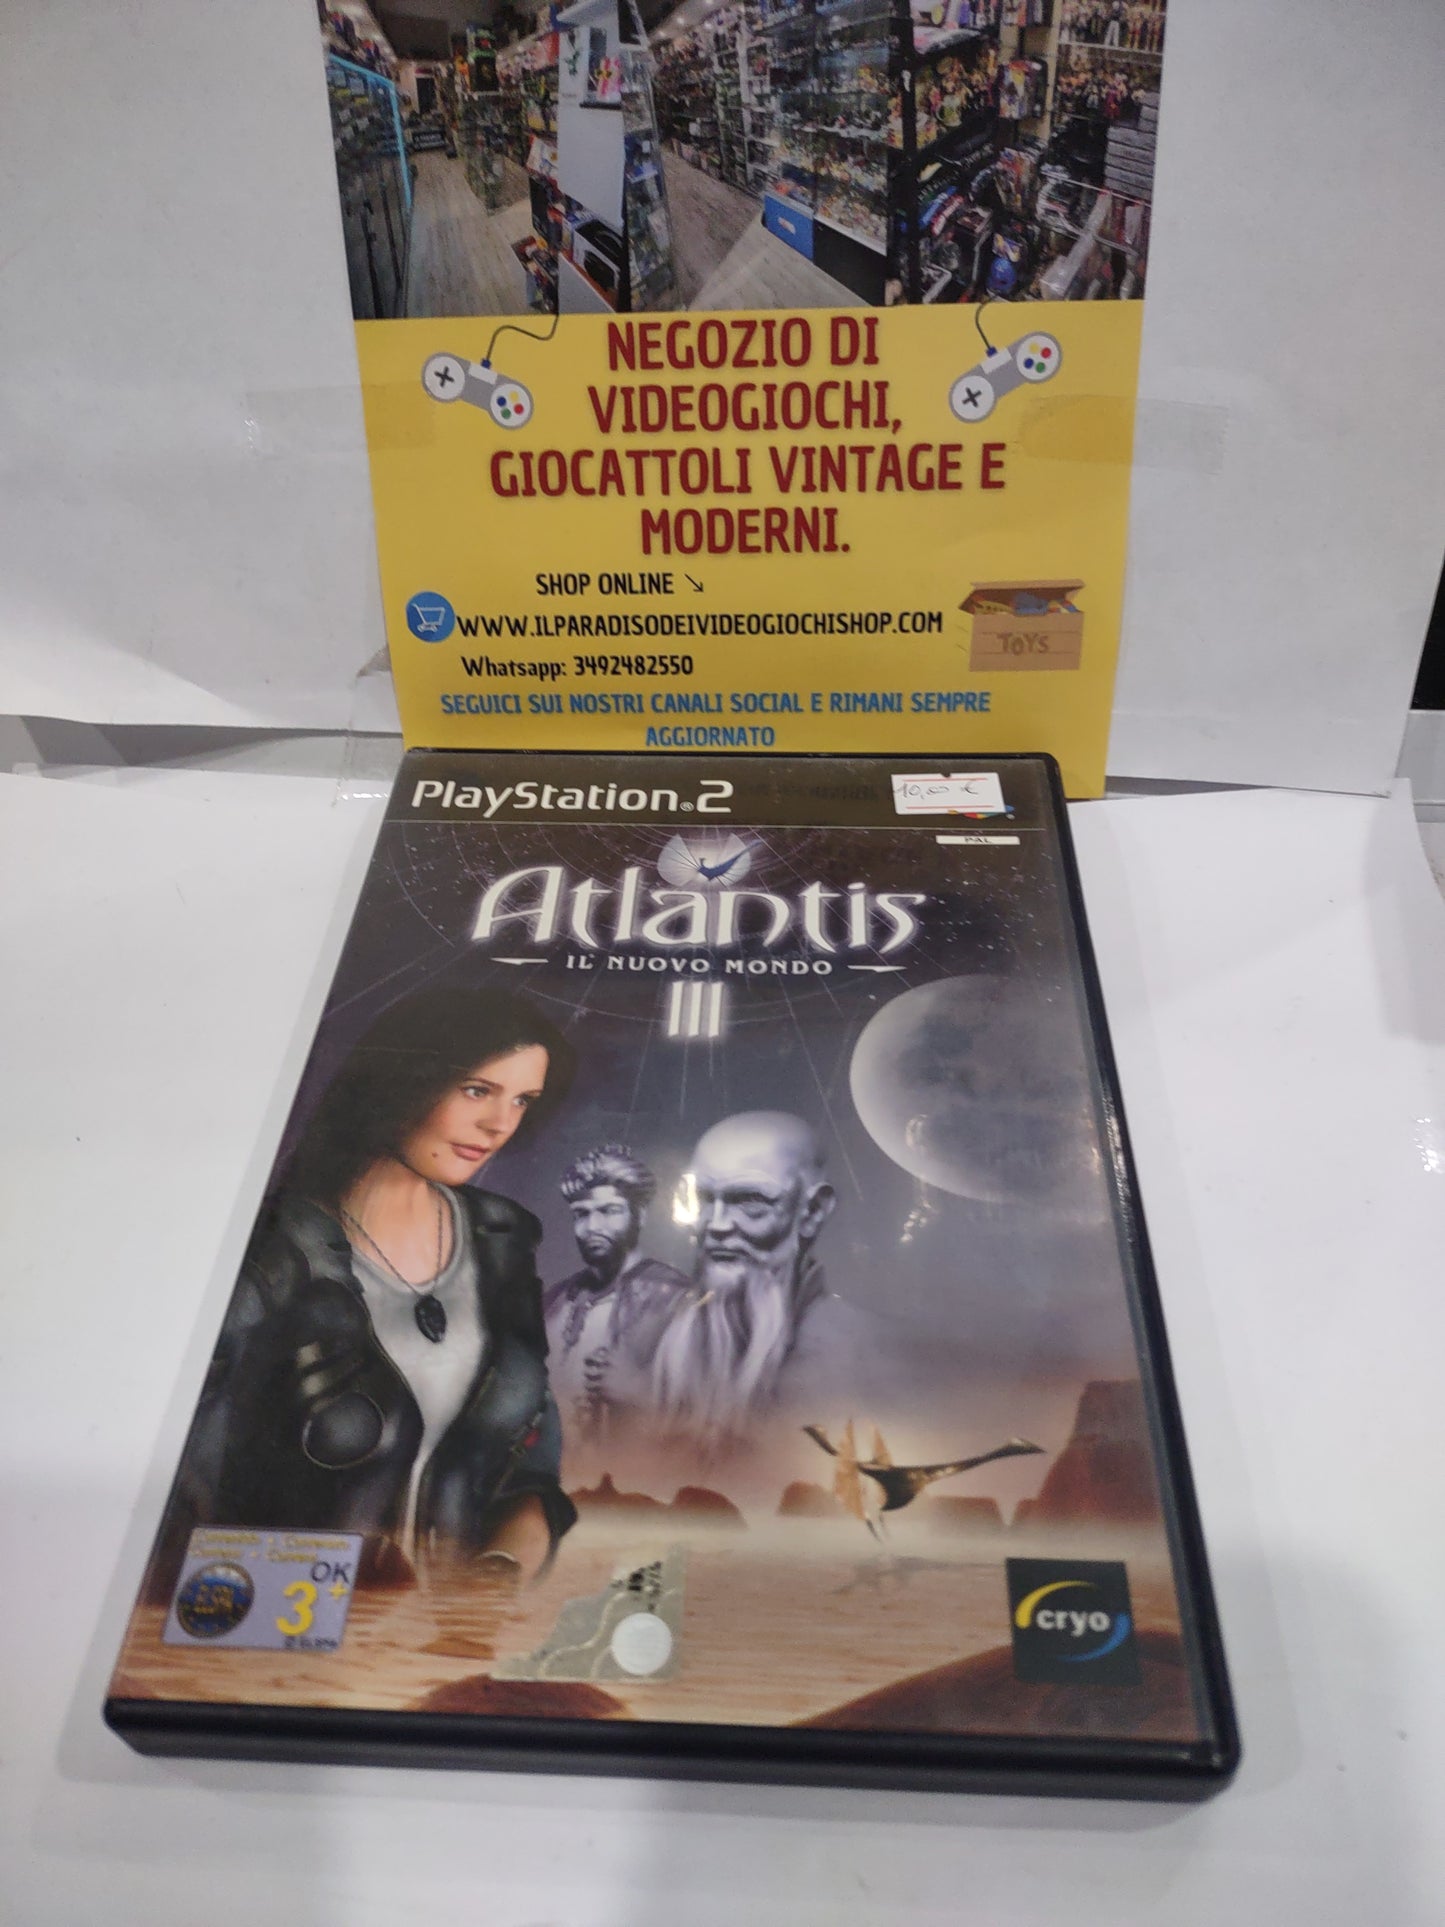 NEGOZIO DI
VIDEOGIOCHI,
GIOCATTOLI VINTAGE E
MODERNI.
SHOP ONLINE ↘
WWW.ILPARADISODEIVIDEOGIOCHISHOP.COM
TOYS
Whatsapp: 3492482550
SEGUICI SUI NOSTRI CANALI SOCIAL E RIMANI SEMPRE
AGGIORNATO
PlayStation®2
10,00 €
PAL
Atlantis
IL NUOVO MONDO
III
OK
3+
cryo